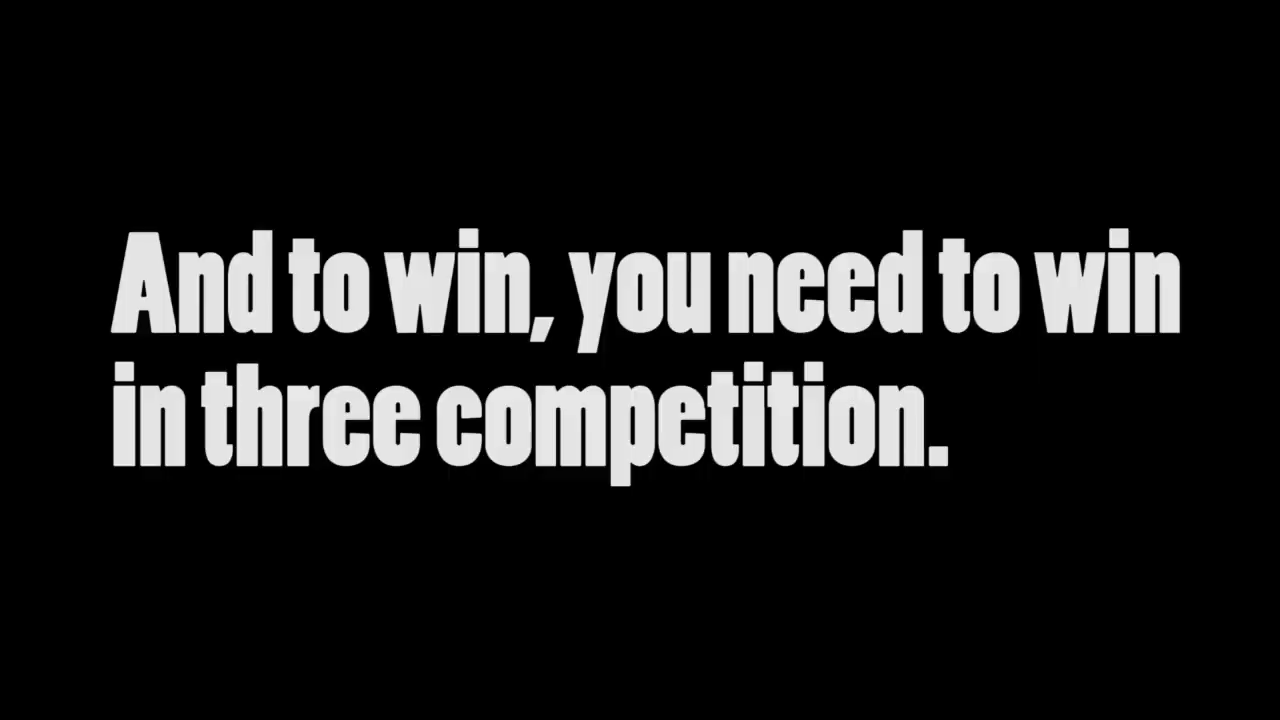 And to win, you need to win
in three competition.